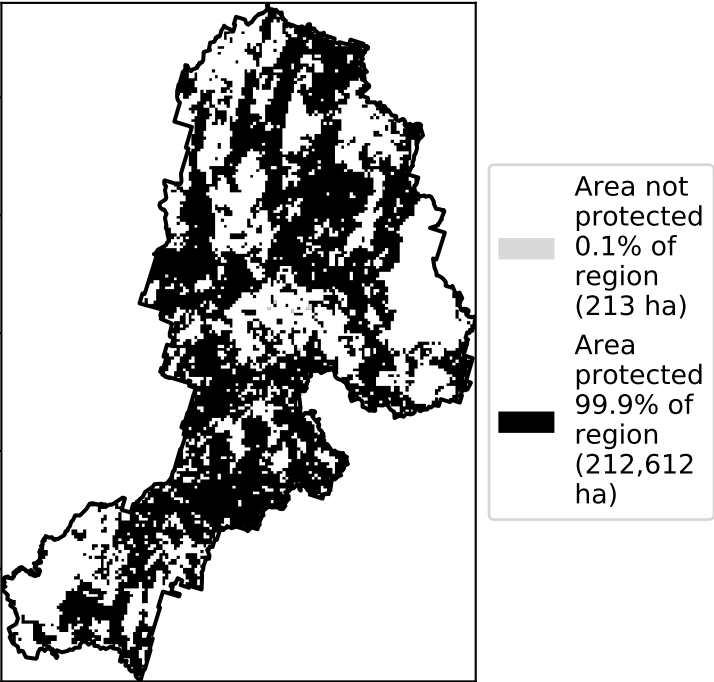 Area not
protected
0.1% of
region
(213 ha)
Area
protected
99.9% of
region
(212,612
ha)